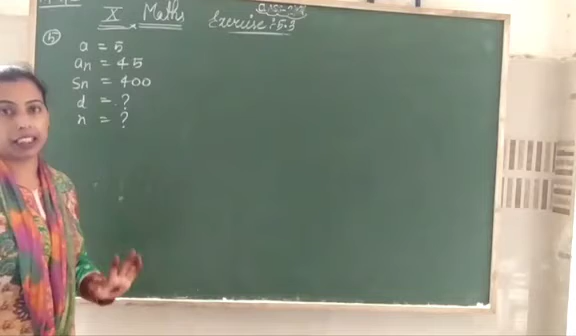 X Maths
Exercise :5.3
5
a = 5
an = 45
Sn = 400
d = ?
n = ?